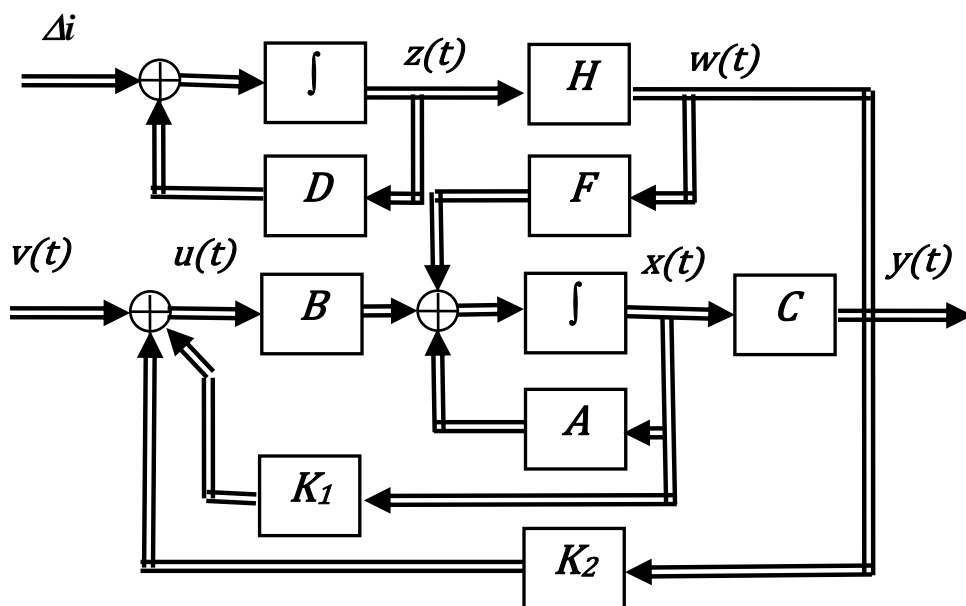 Δi
∫
z(t)
H
w(t)
D
F
v(t)
u(t)
B
∫
x(t)
C
y(t)
A
K₁
K₂